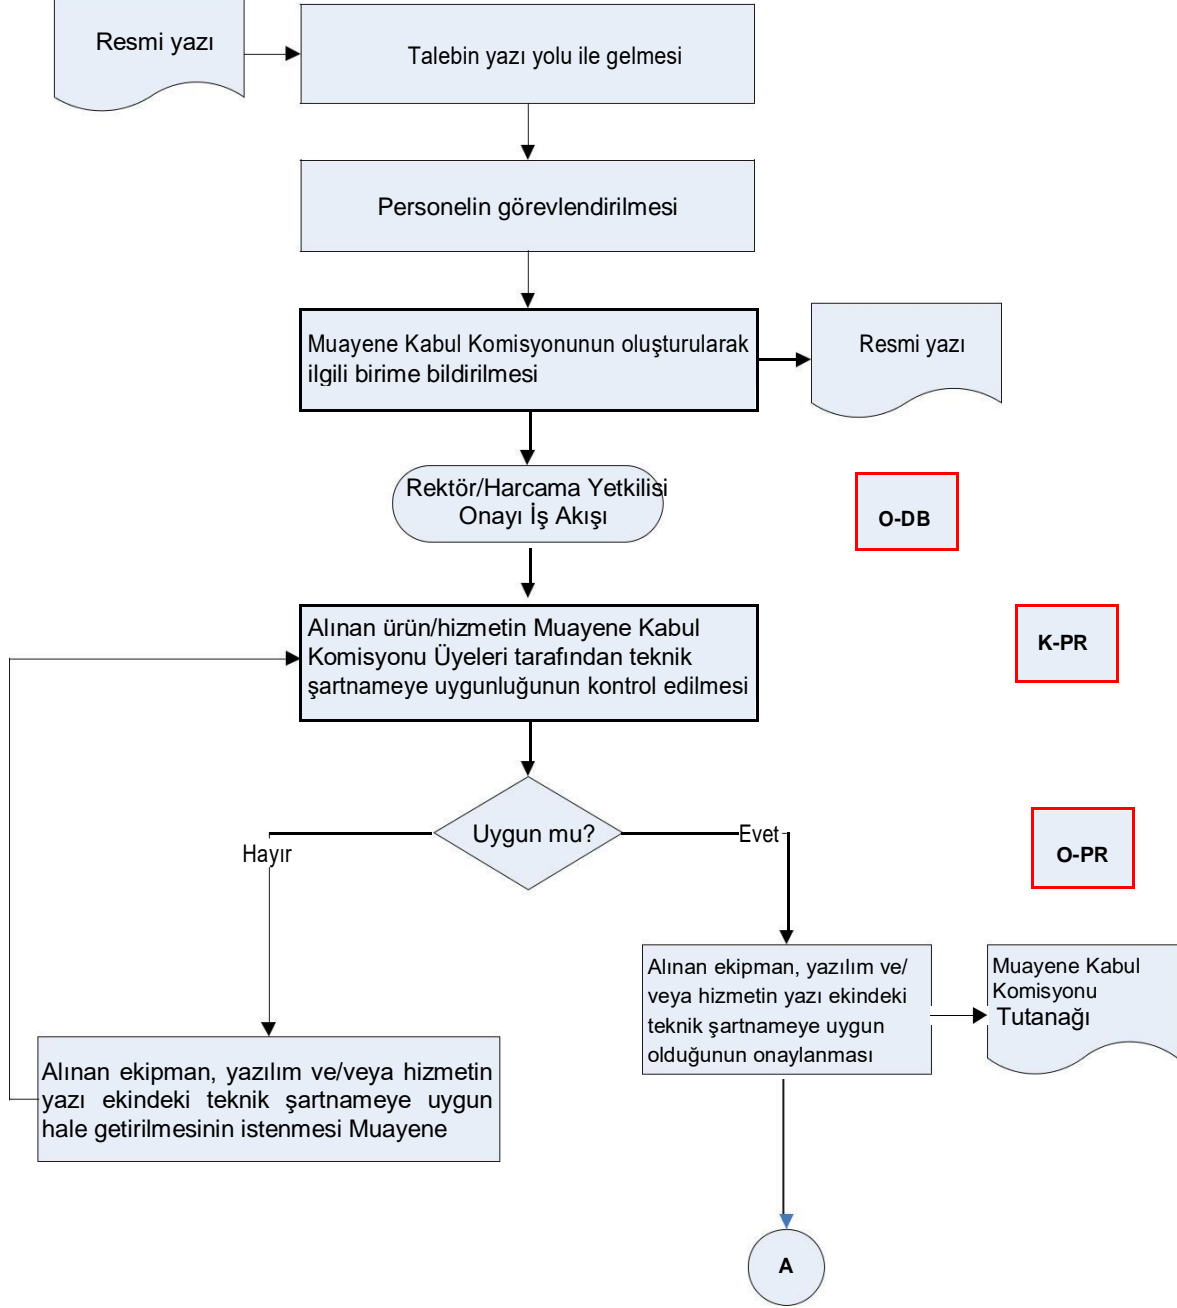 Resmi yazı
Talebin yazı yolu ile gelmesi
Personelin görevlendirilmesi
Muayene Kabul Komisyonunun oluşturularak
ilgili birime bildirilmesi
Resmi yazı
Rektör/Harcama Yetkilisi
Onayı İş Akışı
O-DB
Alınan ürün/hizmetin Muayene Kabul
Komisyonu Üyeleri tarafından teknik
şartnameye uygunluğunun kontrol edilmesi
K-PR
Uygun mu?
Hayır
Evet
O-PR
Alınan ekipman, yazılım ve/
veya hizmetin yazı ekindeki
teknik şartnameye uygun
olduğunun onaylanması
Muayene Kabul
Komisyonu
Tutanağı
Alınan ekipman, yazılım ve/veya hizmetin
yazı ekindeki teknik şartnameye uygun
hale getirilmesinin istenmesi Muayene
A